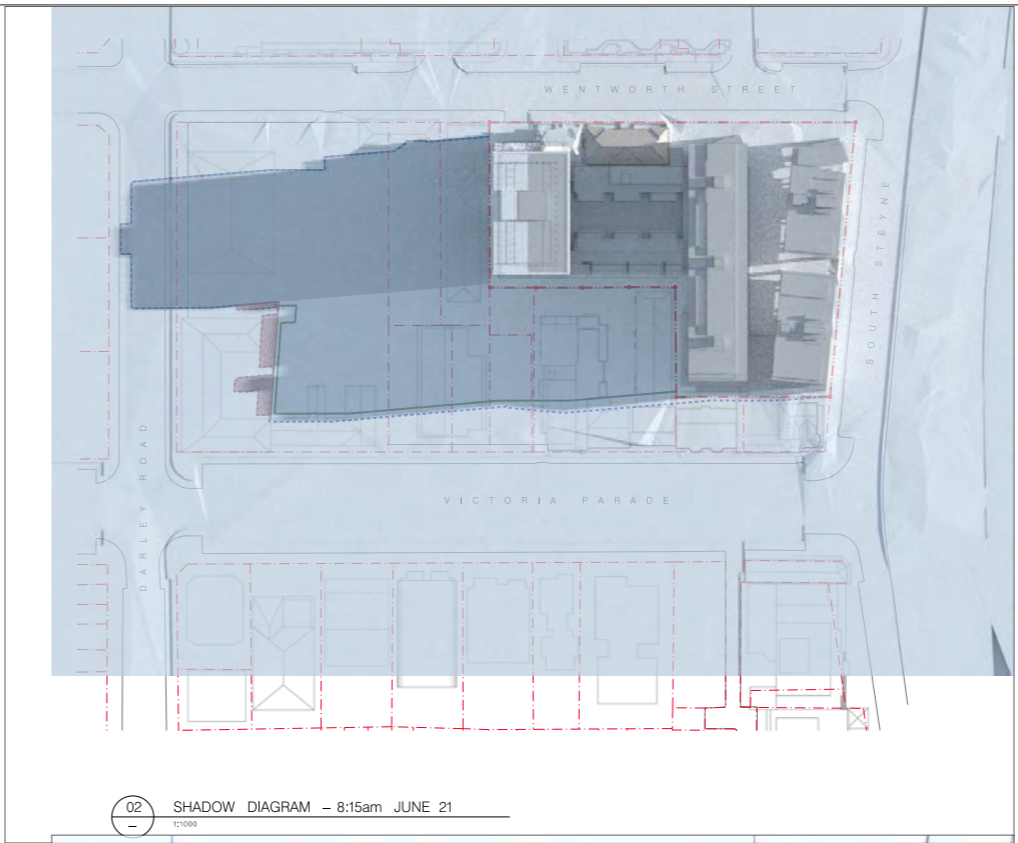 WENTWORTH STREET
SOUTH STEYNE
VICTORIA PARADE
DARLEY ROAD
02
–
SHADOW DIAGRAM – 8:15am JUNE 21
1:1000